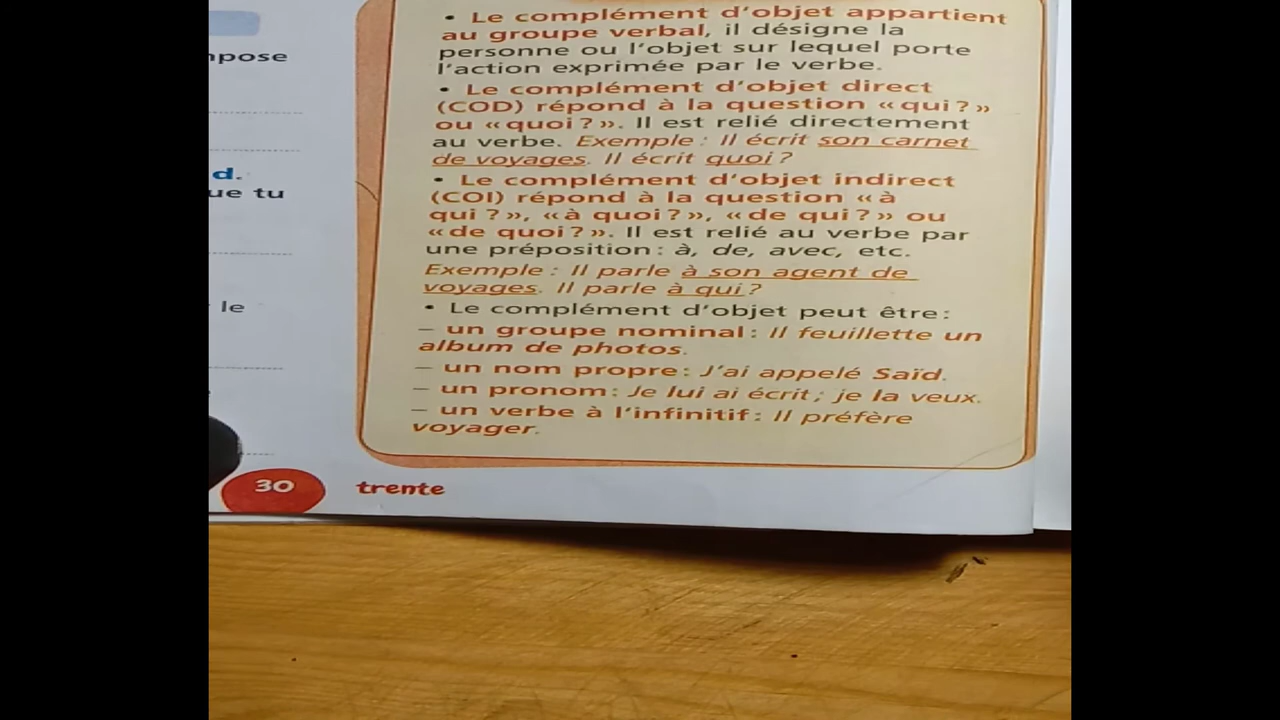 mpose
d.
ue tu
le
• Le complément d'objet appartient
au groupe verbal, il désigne la
personne ou l'objet sur lequel porte
l'action exprimée par le verbe.
• Le complément d'objet direct
(COD) répond à la question « qui ? »
ou « quoi ? ». Il est relié directement
au verbe. Exemple : Il écrit son carnet
de voyages. Il écrit quoi ?
• Le complément d'objet indirect
(COI) répond à la question « à
qui ? », « à quoi ? », « de qui ? » ou
« de quoi ? ». Il est relié au verbe par
une préposition : à, de, avec, etc.
Exemple : Il parle à son agent de
voyages. Il parle à qui ?
• Le complément d'objet peut être :
– un groupe nominal : Il feuillette un
album de photos.
– un nom propre : J'ai appelé Saïd.
– un pronom : Je lui ai écrit ; je la veux.
– un verbe à l'infinitif : Il préfère
voyager.
30 trente